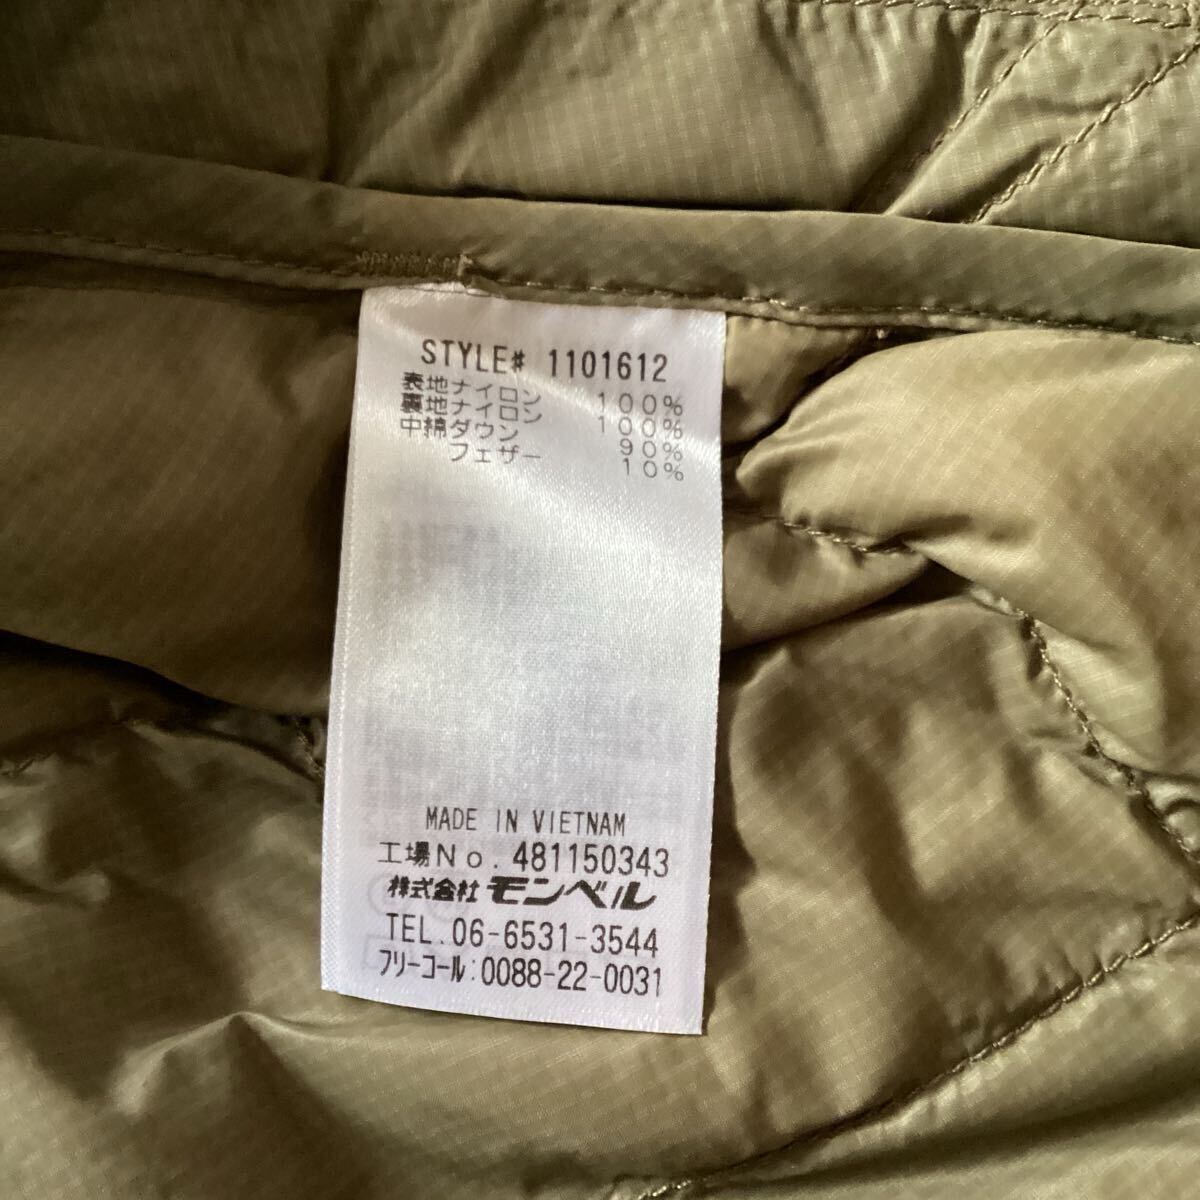 STYLE# 1101612
表地ナイロン 100%
裏地ナイロン 100%
中綿ダウン 90%
フェザー 10%
MADE IN VIETNAM
工場No. 481150343
株式会社 モンベル
TEL. 06-6531-3544
フリーコール:0088-22-0031